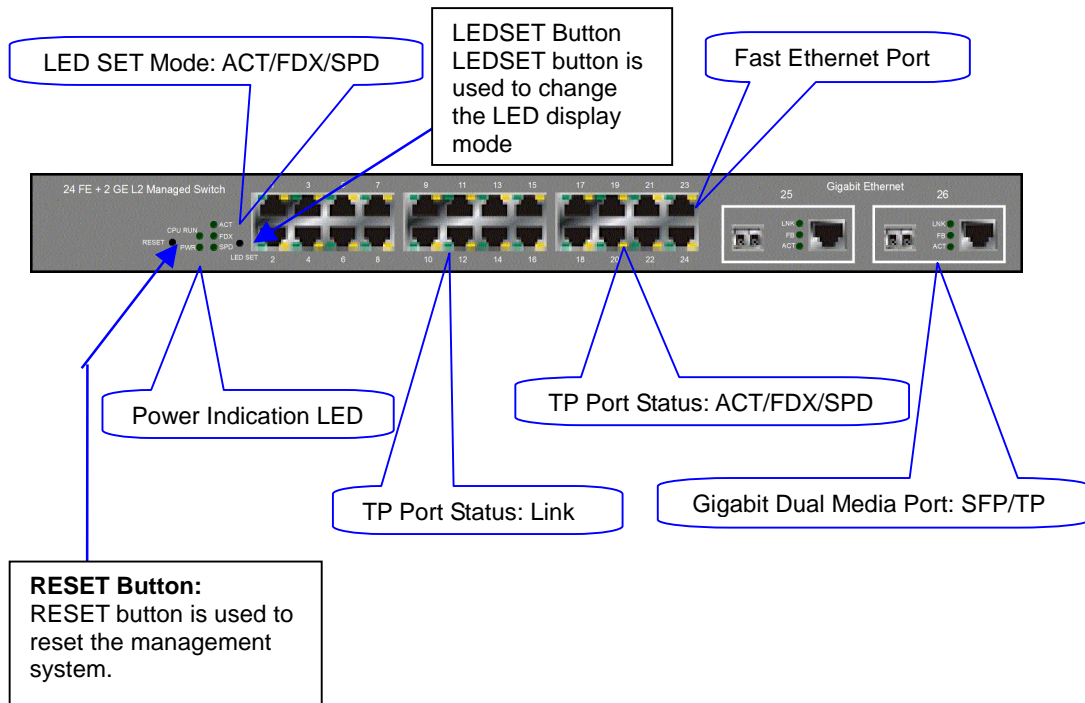 LED SET Mode: ACT/FDX/SPD
LEDSET Button
LEDSET button is
used to change
the LED display
mode
Fast Ethernet Port
24 FE + 2 GE L2 Managed Switch
3 5 7
9 11 13 15
17 19 21 23
Gigabit Ethernet
25
26
ACT
CPU RUN
FDX
RESET
PWR
SPD
LED SET
LNK
FB
ACT
LNK
FB
ACT
2 4 6 8
10 12 14 16
18 20 22 24
Power Indication LED
TP Port Status: ACT/FDX/SPD
TP Port Status: Link
Gigabit Dual Media Port: SFP/TP
RESET Button:
RESET button is used to
reset the management
system.